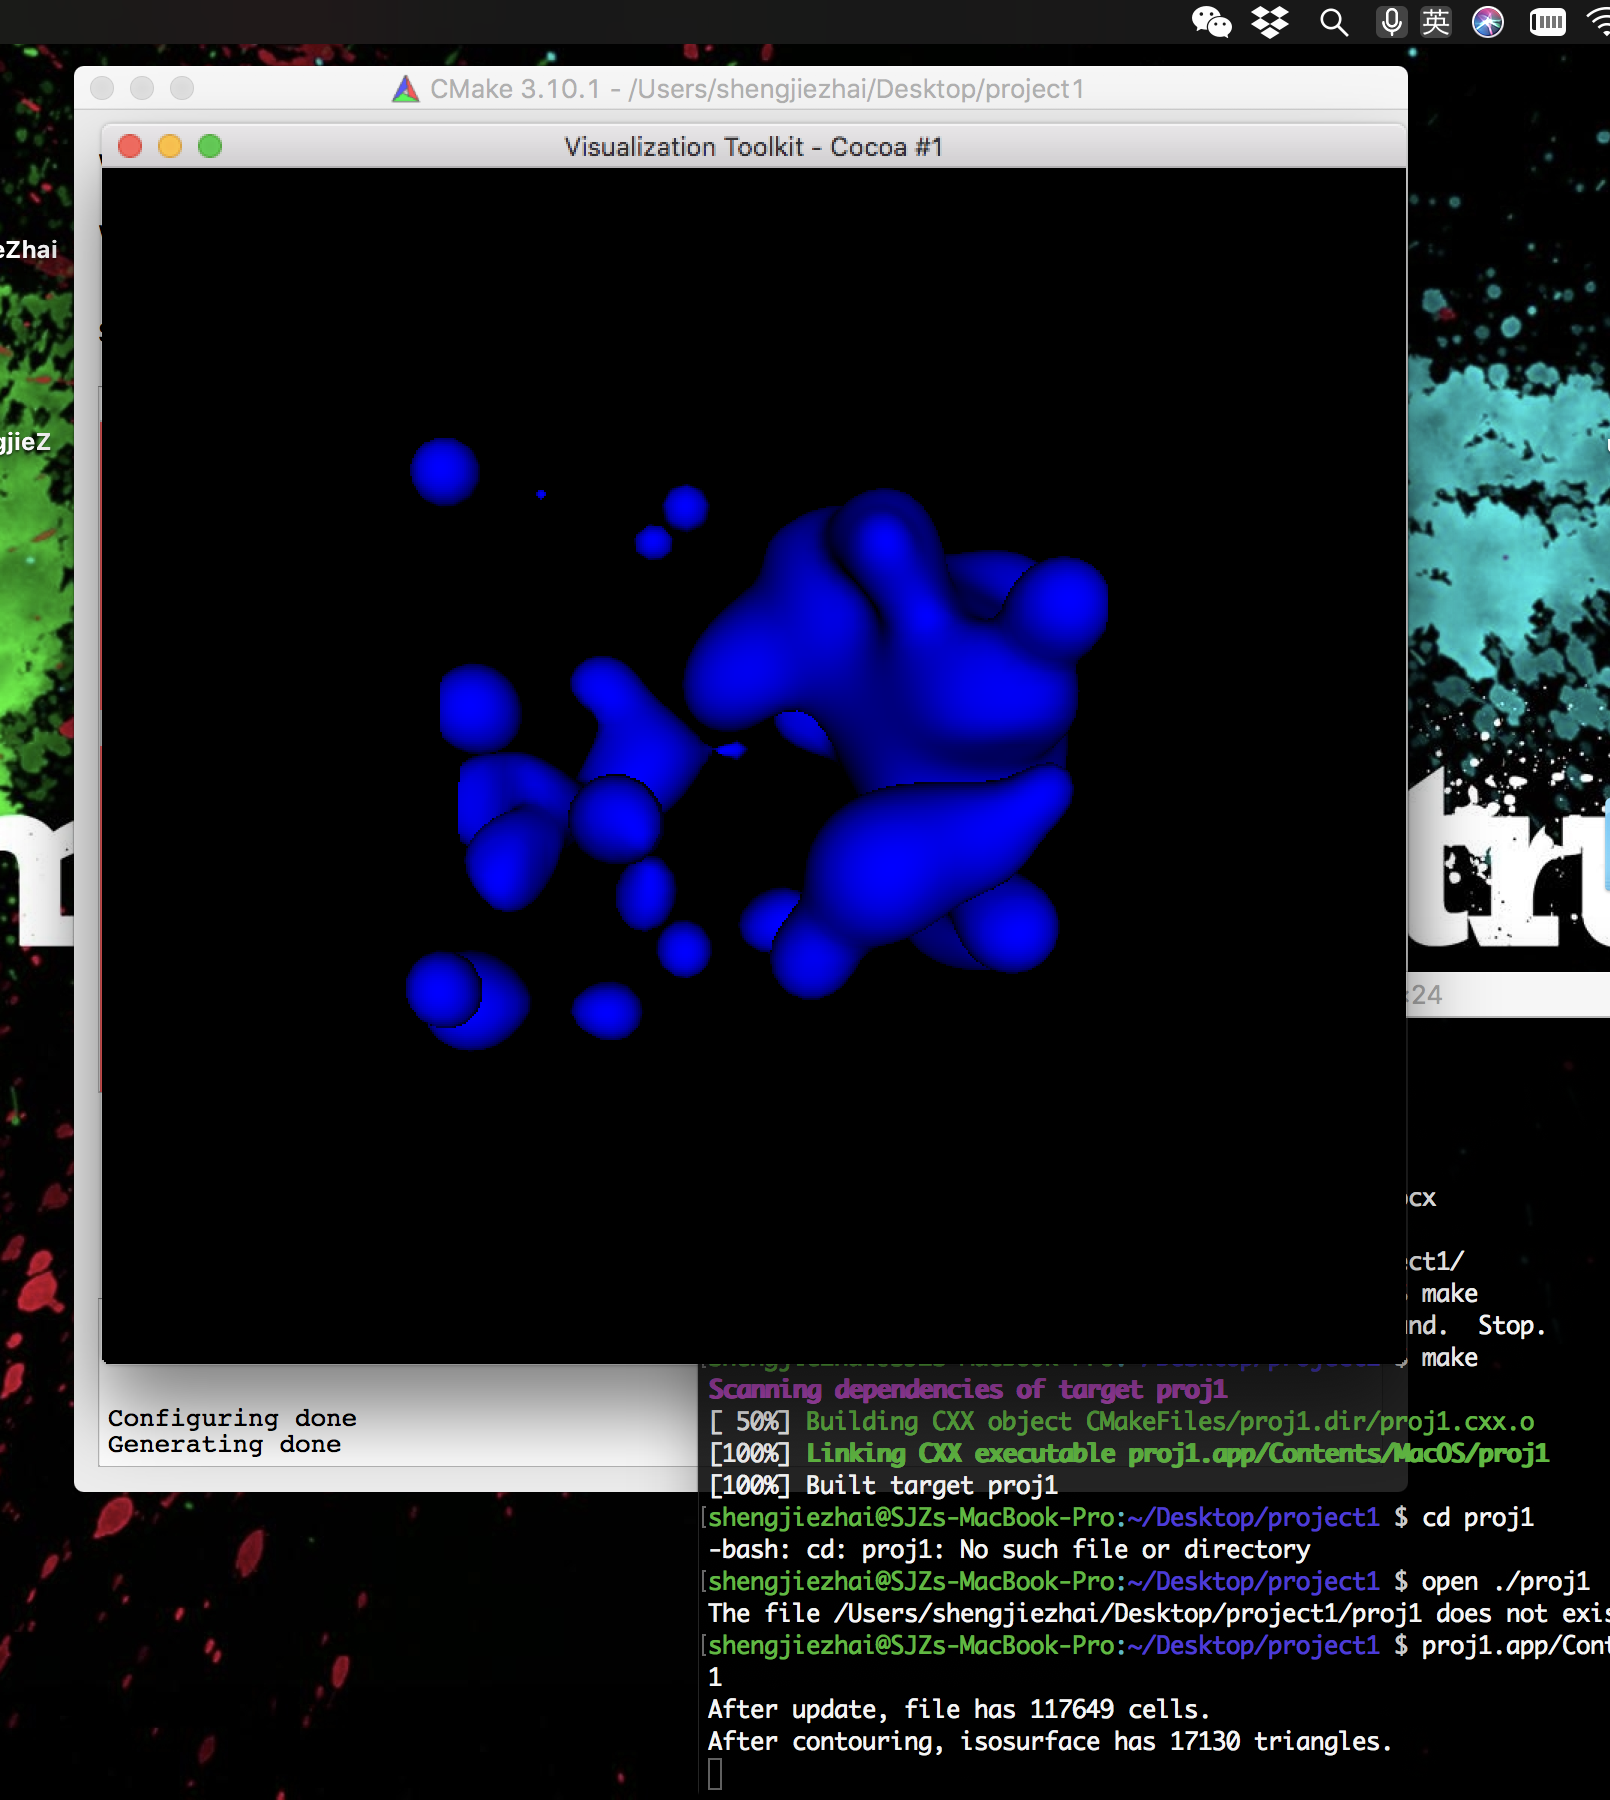 英
CMake 3.10.1 - /Users/shengjiezhai/Desktop/project1
Visualization Toolkit - Cocoa #1
eZhai
gjieZ
×24
ocx
ect1/
make
nd.  Stop.
make
Scanning dependencies of target proj1
[ 50%] Building CXX object CMakeFiles/proj1.dir/proj1.cxx.o
[100%] Linking CXX executable proj1.app/Contents/MacOS/proj1
[100%] Built target proj1
Configuring done
Generating done
[shengjiezhai@SJZs-MacBook-Pro:~/Desktop/project1 $ cd proj1
-bash: cd: proj1: No such file or directory
[shengjiezhai@SJZs-MacBook-Pro:~/Desktop/project1 $ open ./proj1
The file /Users/shengjiezhai/Desktop/project1/proj1 does not exis
[shengjiezhai@SJZs-MacBook-Pro:~/Desktop/project1 $ proj1.app/Cont
1
After update, file has 117649 cells.
After contouring, isosurface has 17130 triangles.